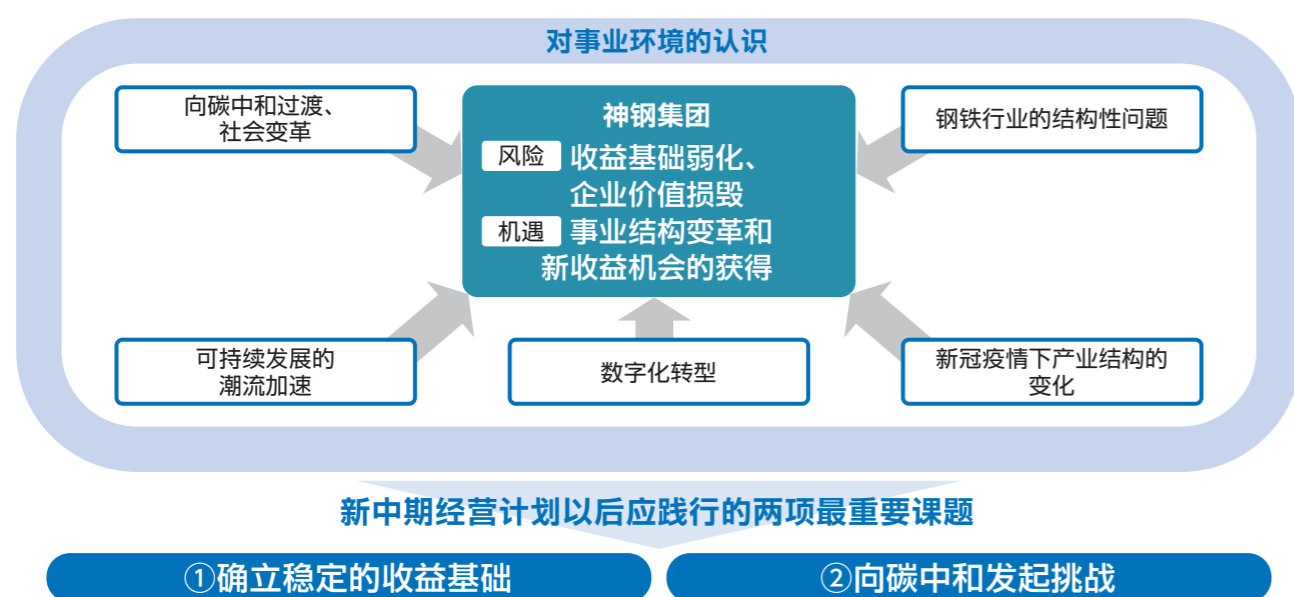 对事业环境的认识
向碳中和过渡、
社会变革
神钢集团
风险 收益基础弱化、
企业价值损毁
机遇 事业结构变革和
新收益机会的获得
钢铁行业的结构性问题
可持续发展的
潮流加速
数字化转型
新冠疫情下产业结构的
变化
新中期经营计划以后应践行的两项最重要课题
①确立稳定的收益基础
②向碳中和发起挑战